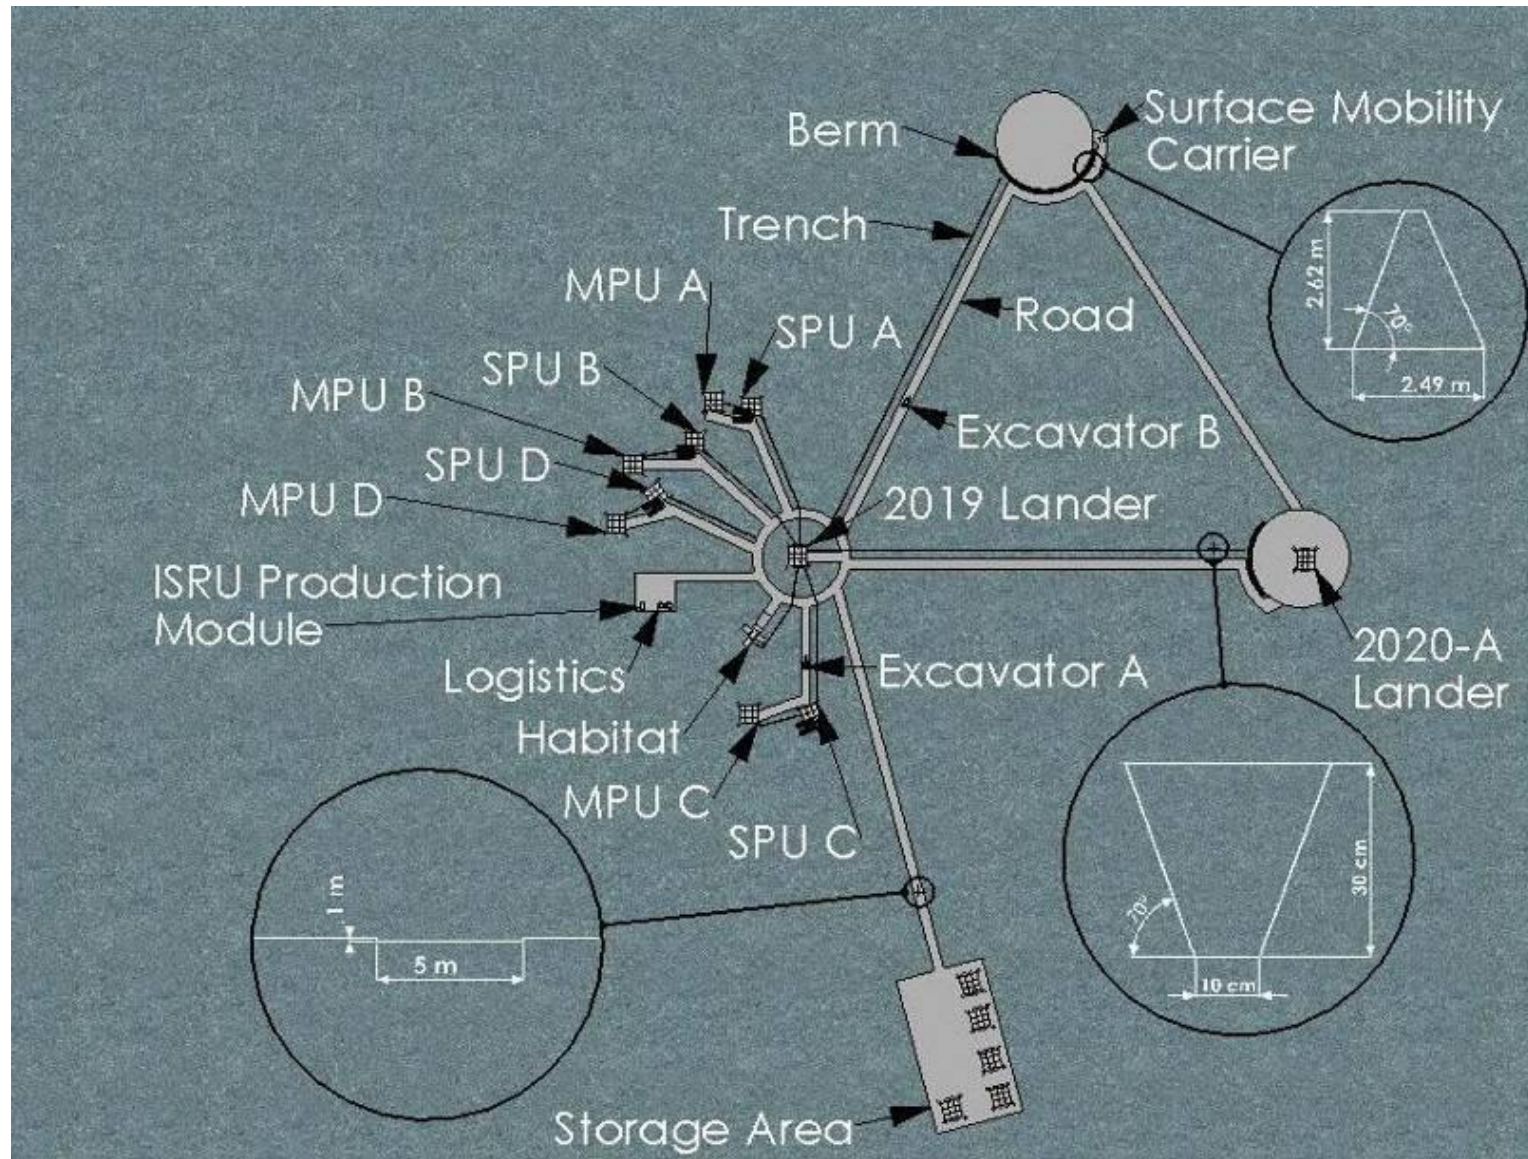 Surface Mobility
Carrier
Berm
Trench
2.62 m
70°
2.49 m
MPU A
Road
SPU A
SPU B
MPU B
Excavator B
SPU D
MPU D
2019 Lander
ISRU Production
Module
2020-A
Lander
Logistics
Excavator A
Habitat
MPU C
SPU C
30 cm
70°
10 cm
1 m
5 m
Storage Area